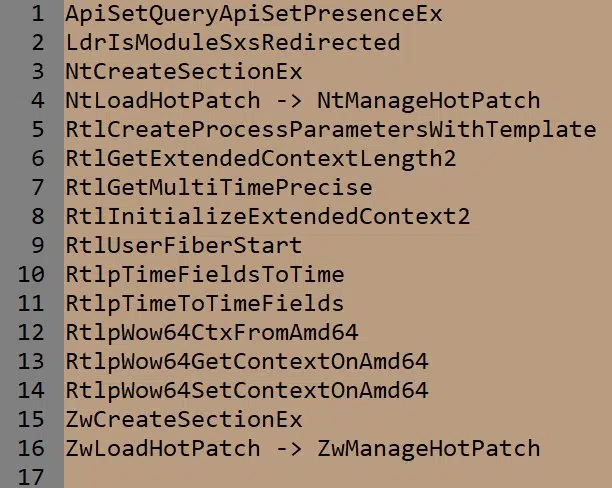 1 ApiSetQueryApiSetPresenceEx
2 LdrIsModuleSxsRedirected
3 NtCreateSectionEx
4 NtLoadHotPatch -> NtManageHotPatch
5 RtlCreateProcessParametersWithTemplate
6 RtlGetExtendedContextLength2
7 RtlGetMultiTimePrecise
8 RtlInitializeExtendedContext2
9 RtlUserFiberStart
10 RtlpTimeFieldsToTime
11 RtlpTimeToTimeFields
12 RtlpWow64CtxFromAmd64
13 RtlpWow64GetContextOnAmd64
14 RtlpWow64SetContextOnAmd64
15 ZwCreateSectionEx
16 ZwLoadHotPatch -> ZwManageHotPatch
17